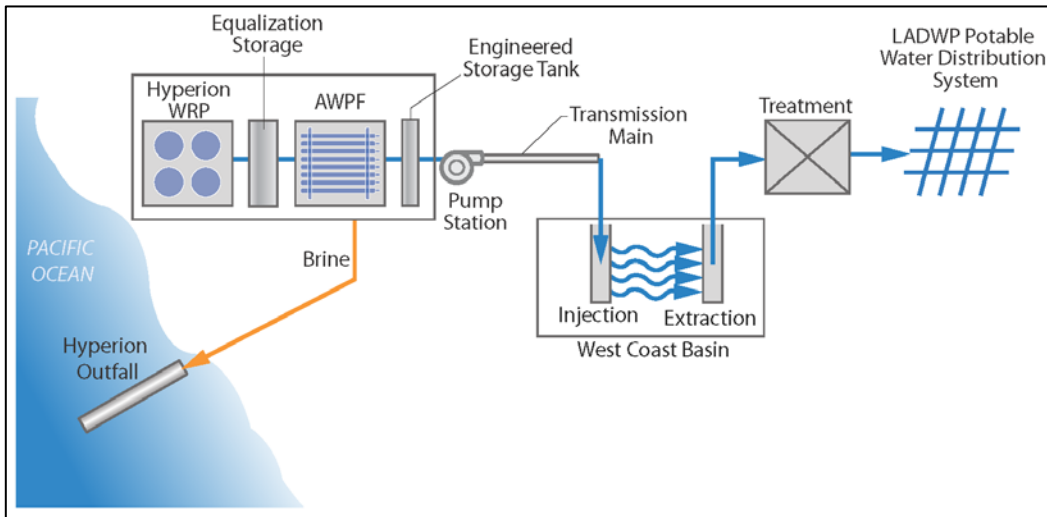 Equalization
Storage
Hyperion
WRP
AWPF
Engineered
Storage Tank
Pump
Station
Transmission
Main
Treatment
LADWP Potable
Water Distribution
System
PACIFIC
OCEAN
Brine
Hyperion
Outfall
Injection
Extraction
West Coast Basin